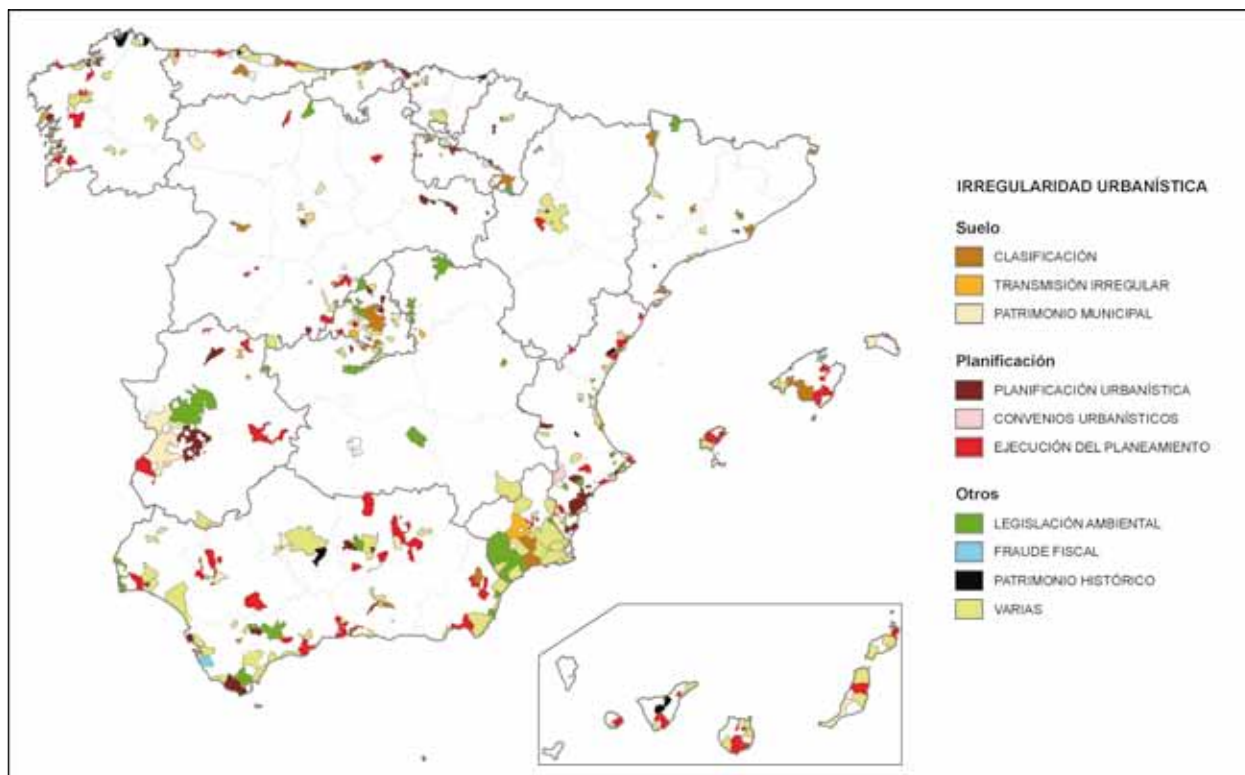 IRREGULARIDAD URBANÍSTICA
Suelo
CLASIFICACIÓN
TRANSMISIÓN IRREGULAR
PATRIMONIO MUNICIPAL
Planificación
PLANIFICACIÓN URBANÍSTICA
CONVENIOS URBANÍSTICOS
EJECUCIÓN DEL PLANEAMIENTO
Otros
LEGISLACIÓN AMBIENTAL
FRAUDE FISCAL
PATRIMONIO HISTÓRICO
VARIAS